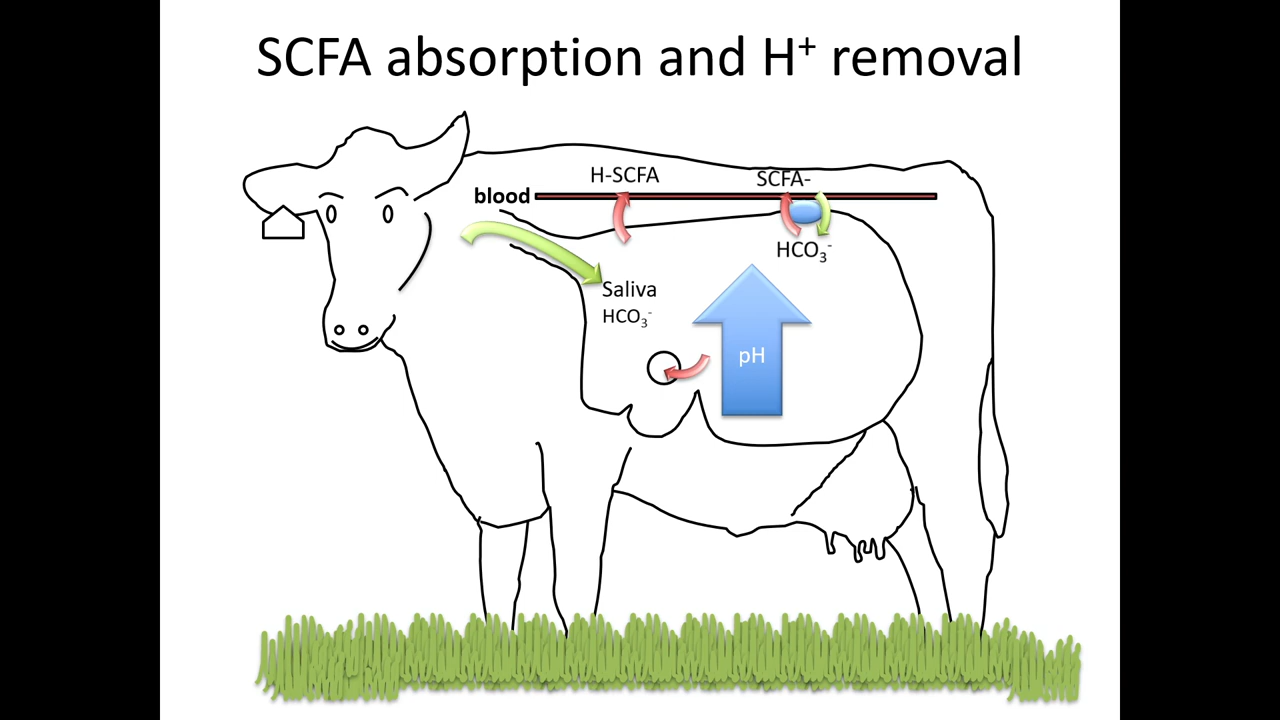 SCFA absorption and H⁺ removal
H-SCFA
SCFA-
blood
HCO₃⁻
Saliva
HCO₃⁻
pH